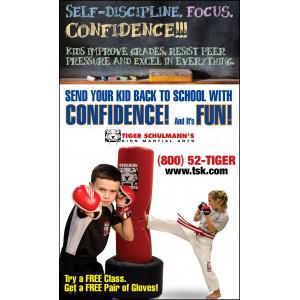 SELF-DISCIPLINE. FOCUS.
CONFIDENCE!!!
KIDS IMPROVE GRADES, RESIST PEER
PRESSURE AND EXCEL IN EVERYTHING.
SEND YOUR KID BACK TO SCHOOL WITH
CONFIDENCE! And it's FUN!
TIGER SCHULMANN'S
KIDS MARTIAL ARTS
(800) 52-TIGER
www.tsk.com
Try a FREE Class.
Get a FREE Pair of Gloves!